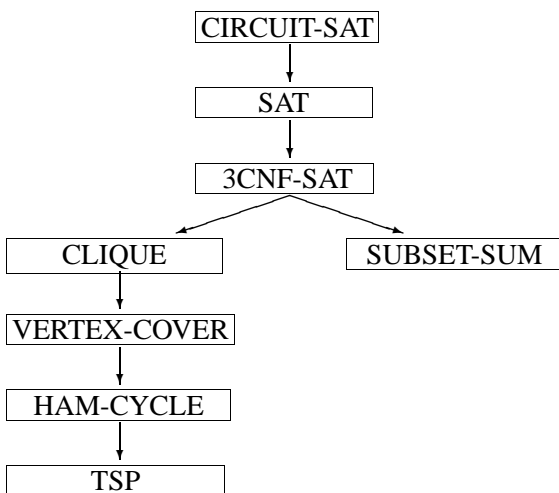 CIRCUIT-SAT
SAT
3CNF-SAT
CLIQUE
SUBSET-SUM
VERTEX-COVER
HAM-CYCLE
TSP